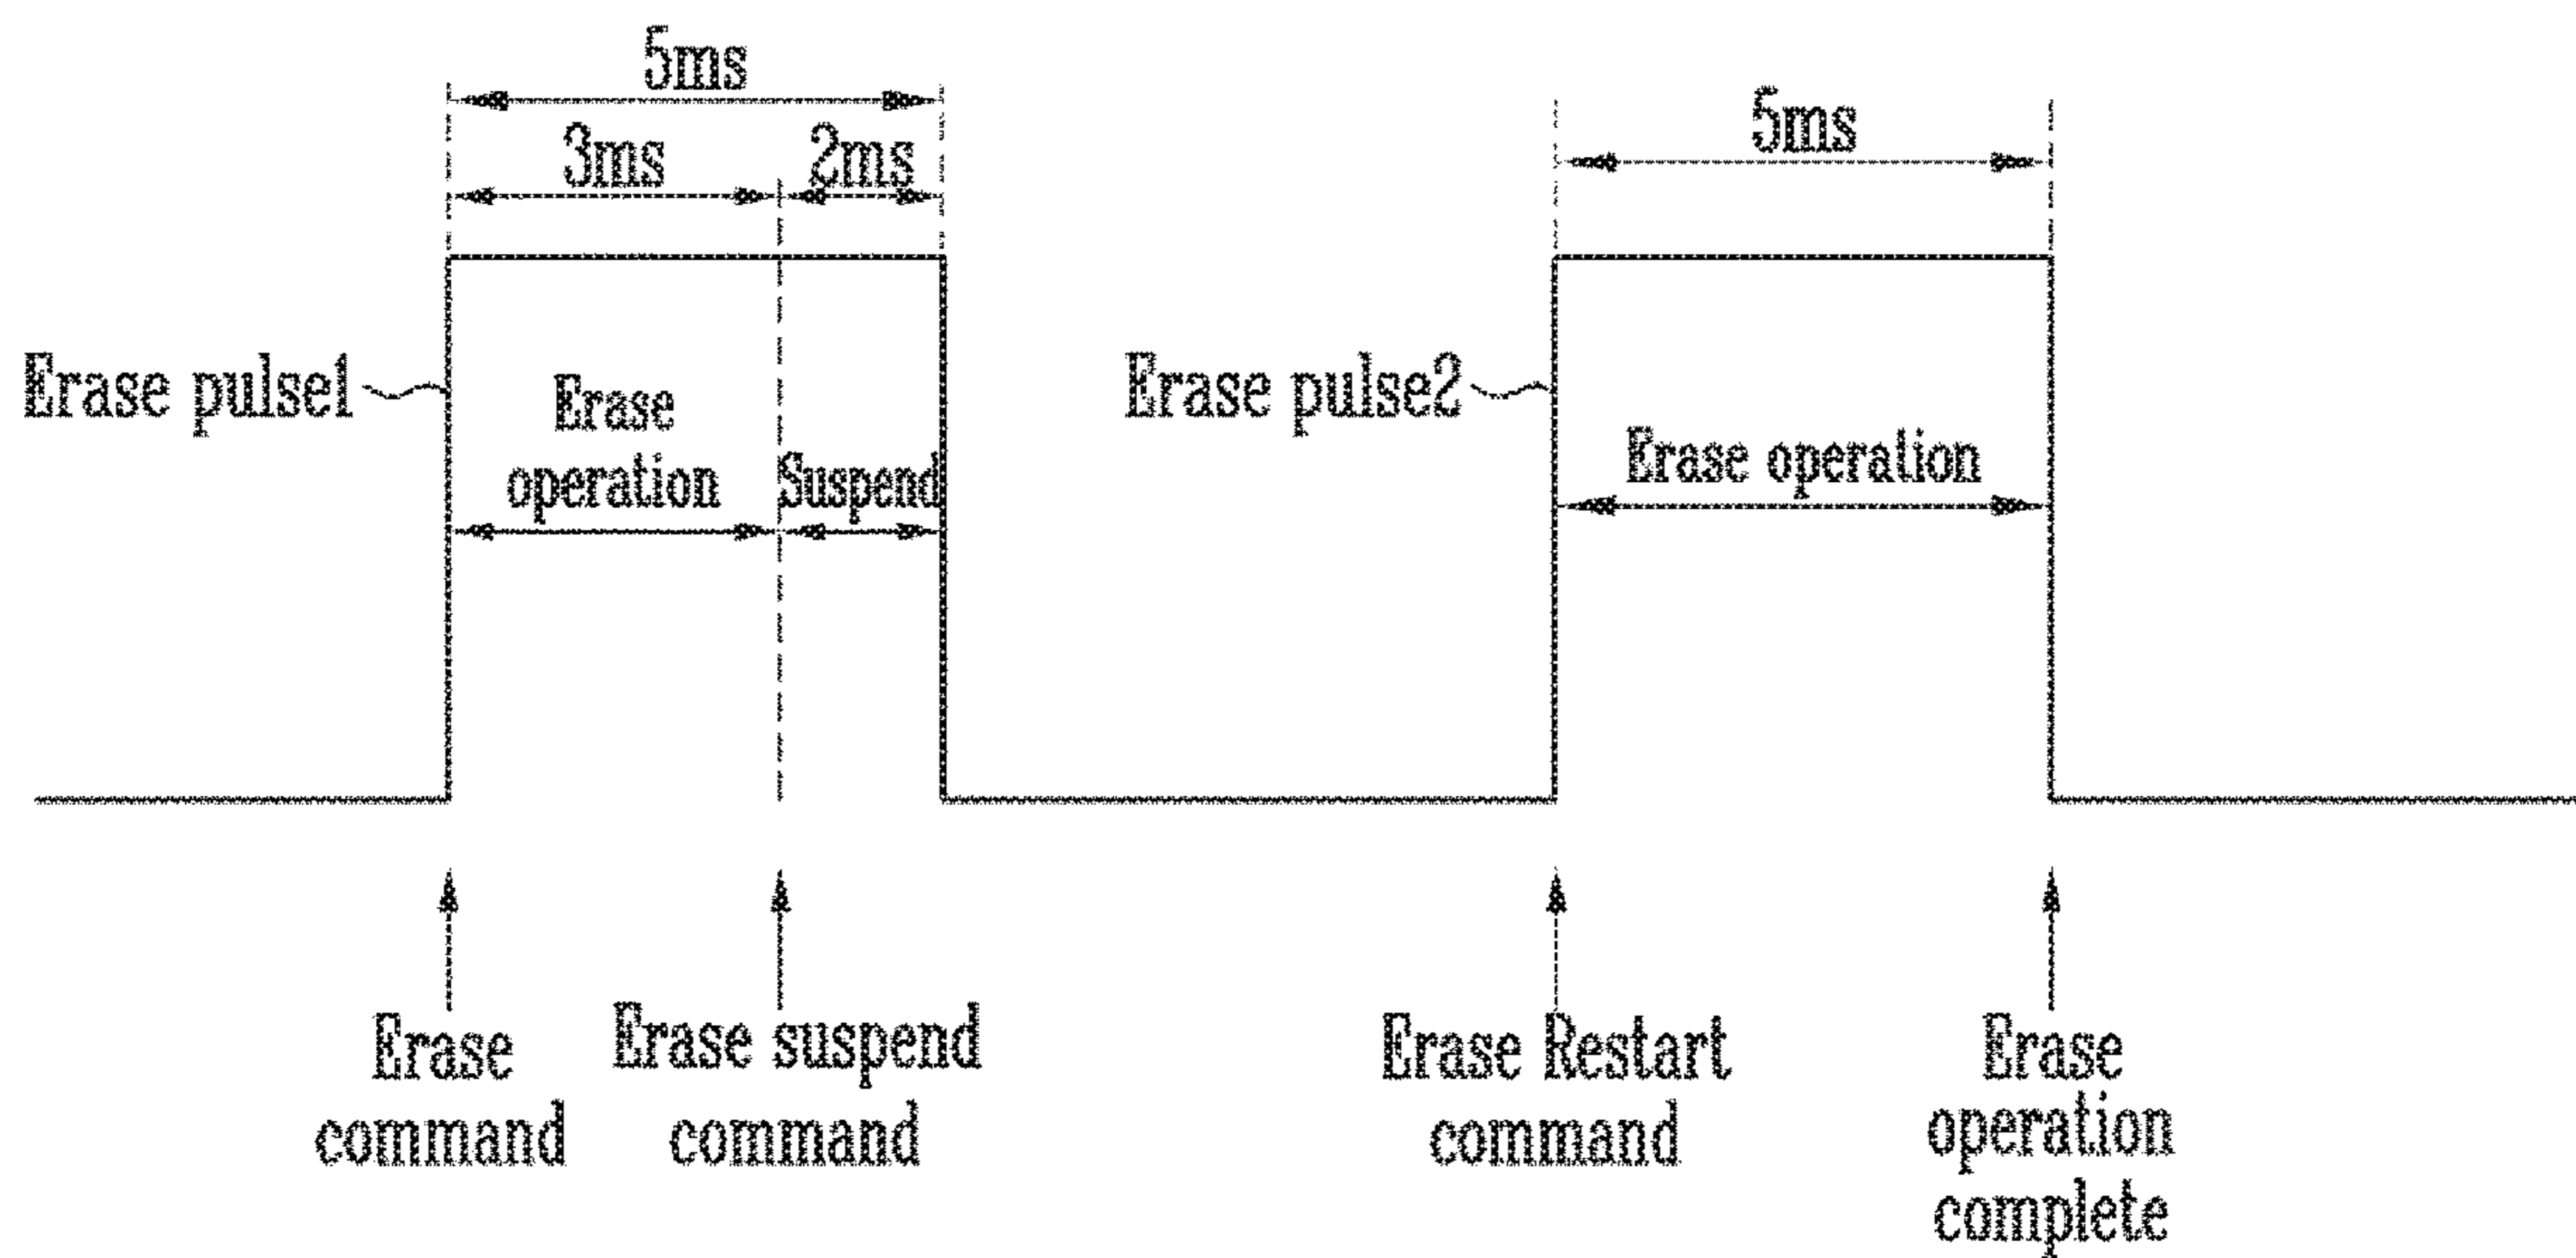 5ms
3ms
2ms
5ms
Erase pulse1
Erase
operation
Suspend
Erase pulse2
Erase operation
Erase
command
Erase suspend
command
Erase Restart
command
Erase
operation
complete